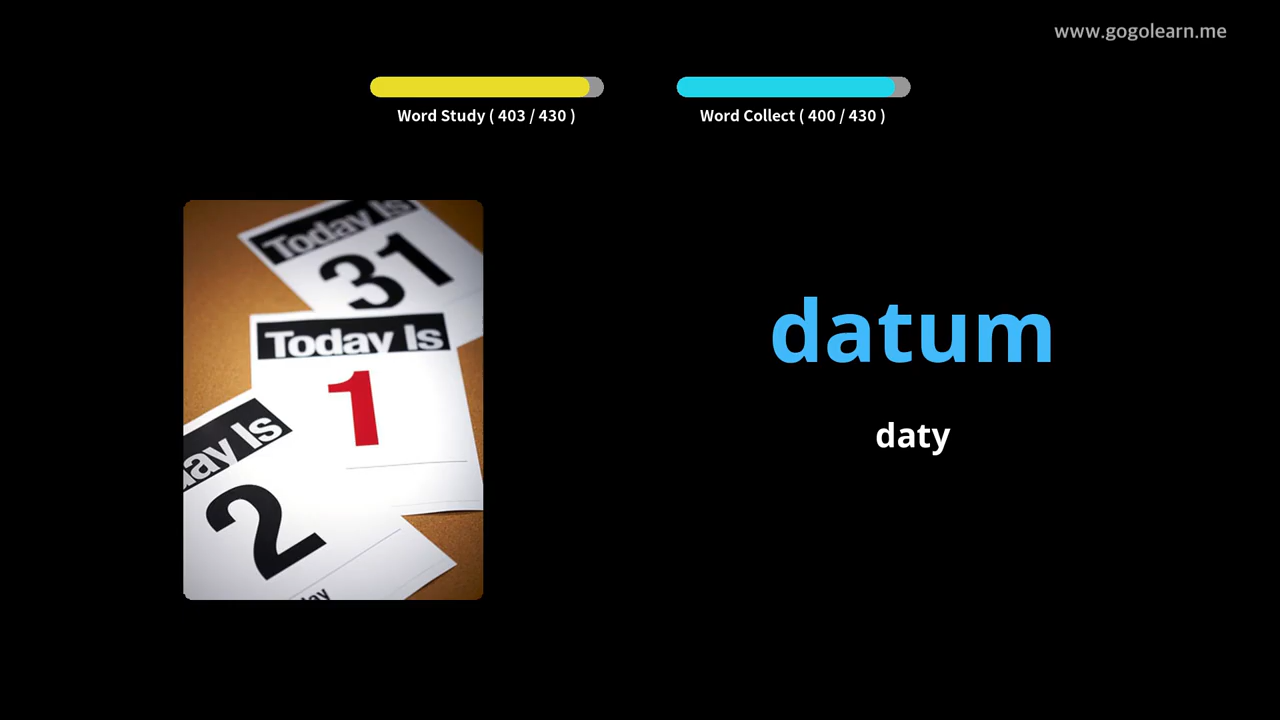 www.gogolearn.me
Word Study ( 403 / 430 )
Word Collect ( 400 / 430 )
Today Is
31
Today Is
1
ay Is
2
datum
daty